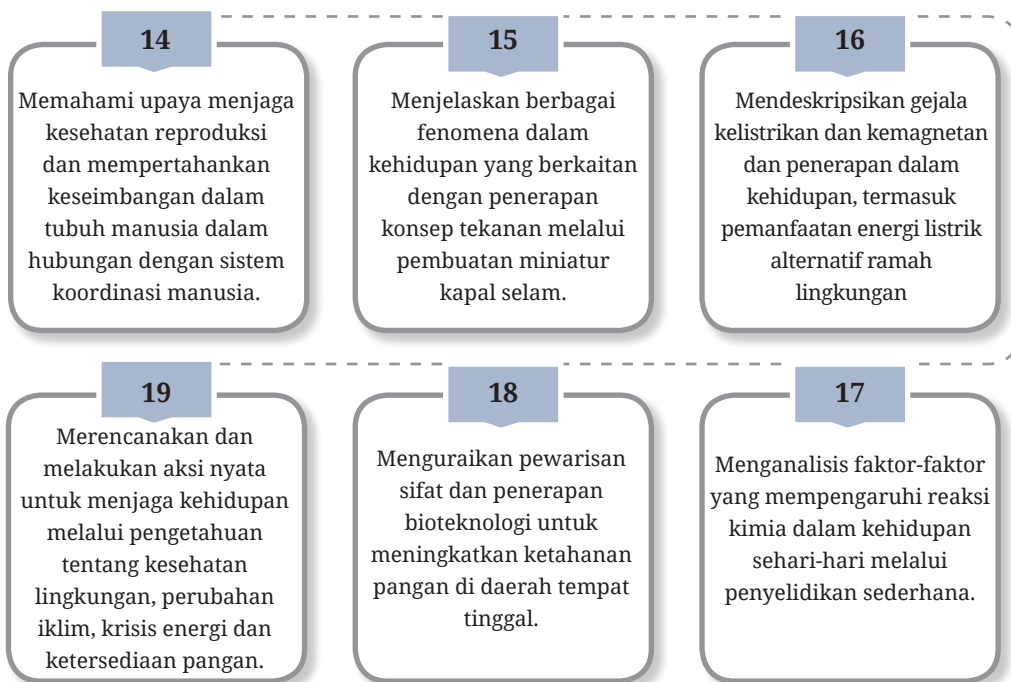 14
Memahami upaya menjaga
kesehatan reproduksi
dan mempertahankan
keseimbangan dalam
tubuh manusia dalam
hubungan dengan sistem
koordinasi manusia.
15
Menjelaskan berbagai
fenomena dalam
kehidupan yang berkaitan
dengan penerapan
konsep tekanan melalui
pembuatan miniatur
kapal selam.
16
Mendeskripsikan gejala
kelistrikan dan kemagnetan
dan penerapan dalam
kehidupan, termasuk
pemanfaatan energi listrik
alternatif ramah
lingkungan
19
Merencanakan dan
melakukan aksi nyata
untuk menjaga kehidupan
melalui pengetahuan
tentang kesehatan
lingkungan, perubahan
iklim, krisis energi dan
ketersediaan pangan.
18
Menguraikan pewarisan
sifat dan penerapan
bioteknologi untuk
meningkatkan ketahanan
pangan di daerah tempat
tinggal.
17
Menganalisis faktor-faktor
yang mempengaruhi reaksi
kimia dalam kehidupan
sehari-hari melalui
penyelidikan sederhana.